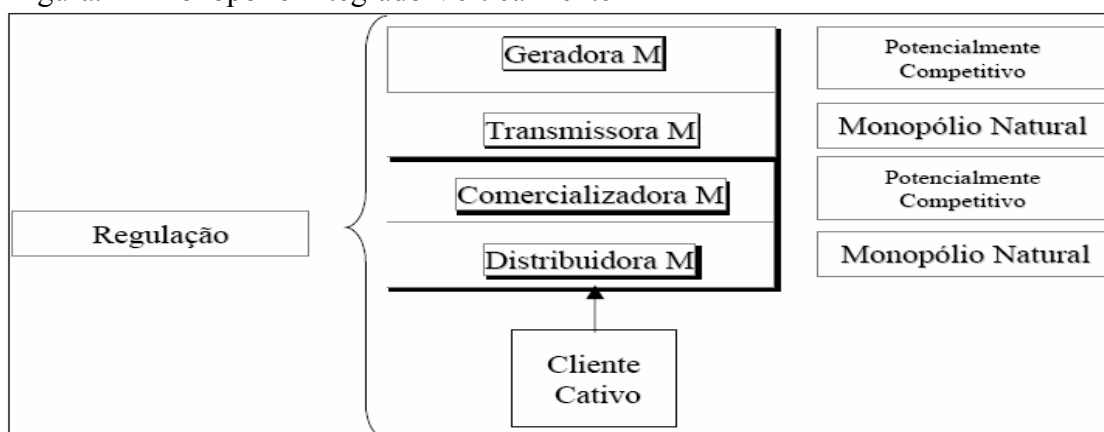 Geradora M
Potencialmente
Competitivo
Transmissora M
Monopólio Natural
Comercializadora M
Potencialmente
Competitivo
Regulação
Distribuidora M
Monopólio Natural
Cliente
Cativo